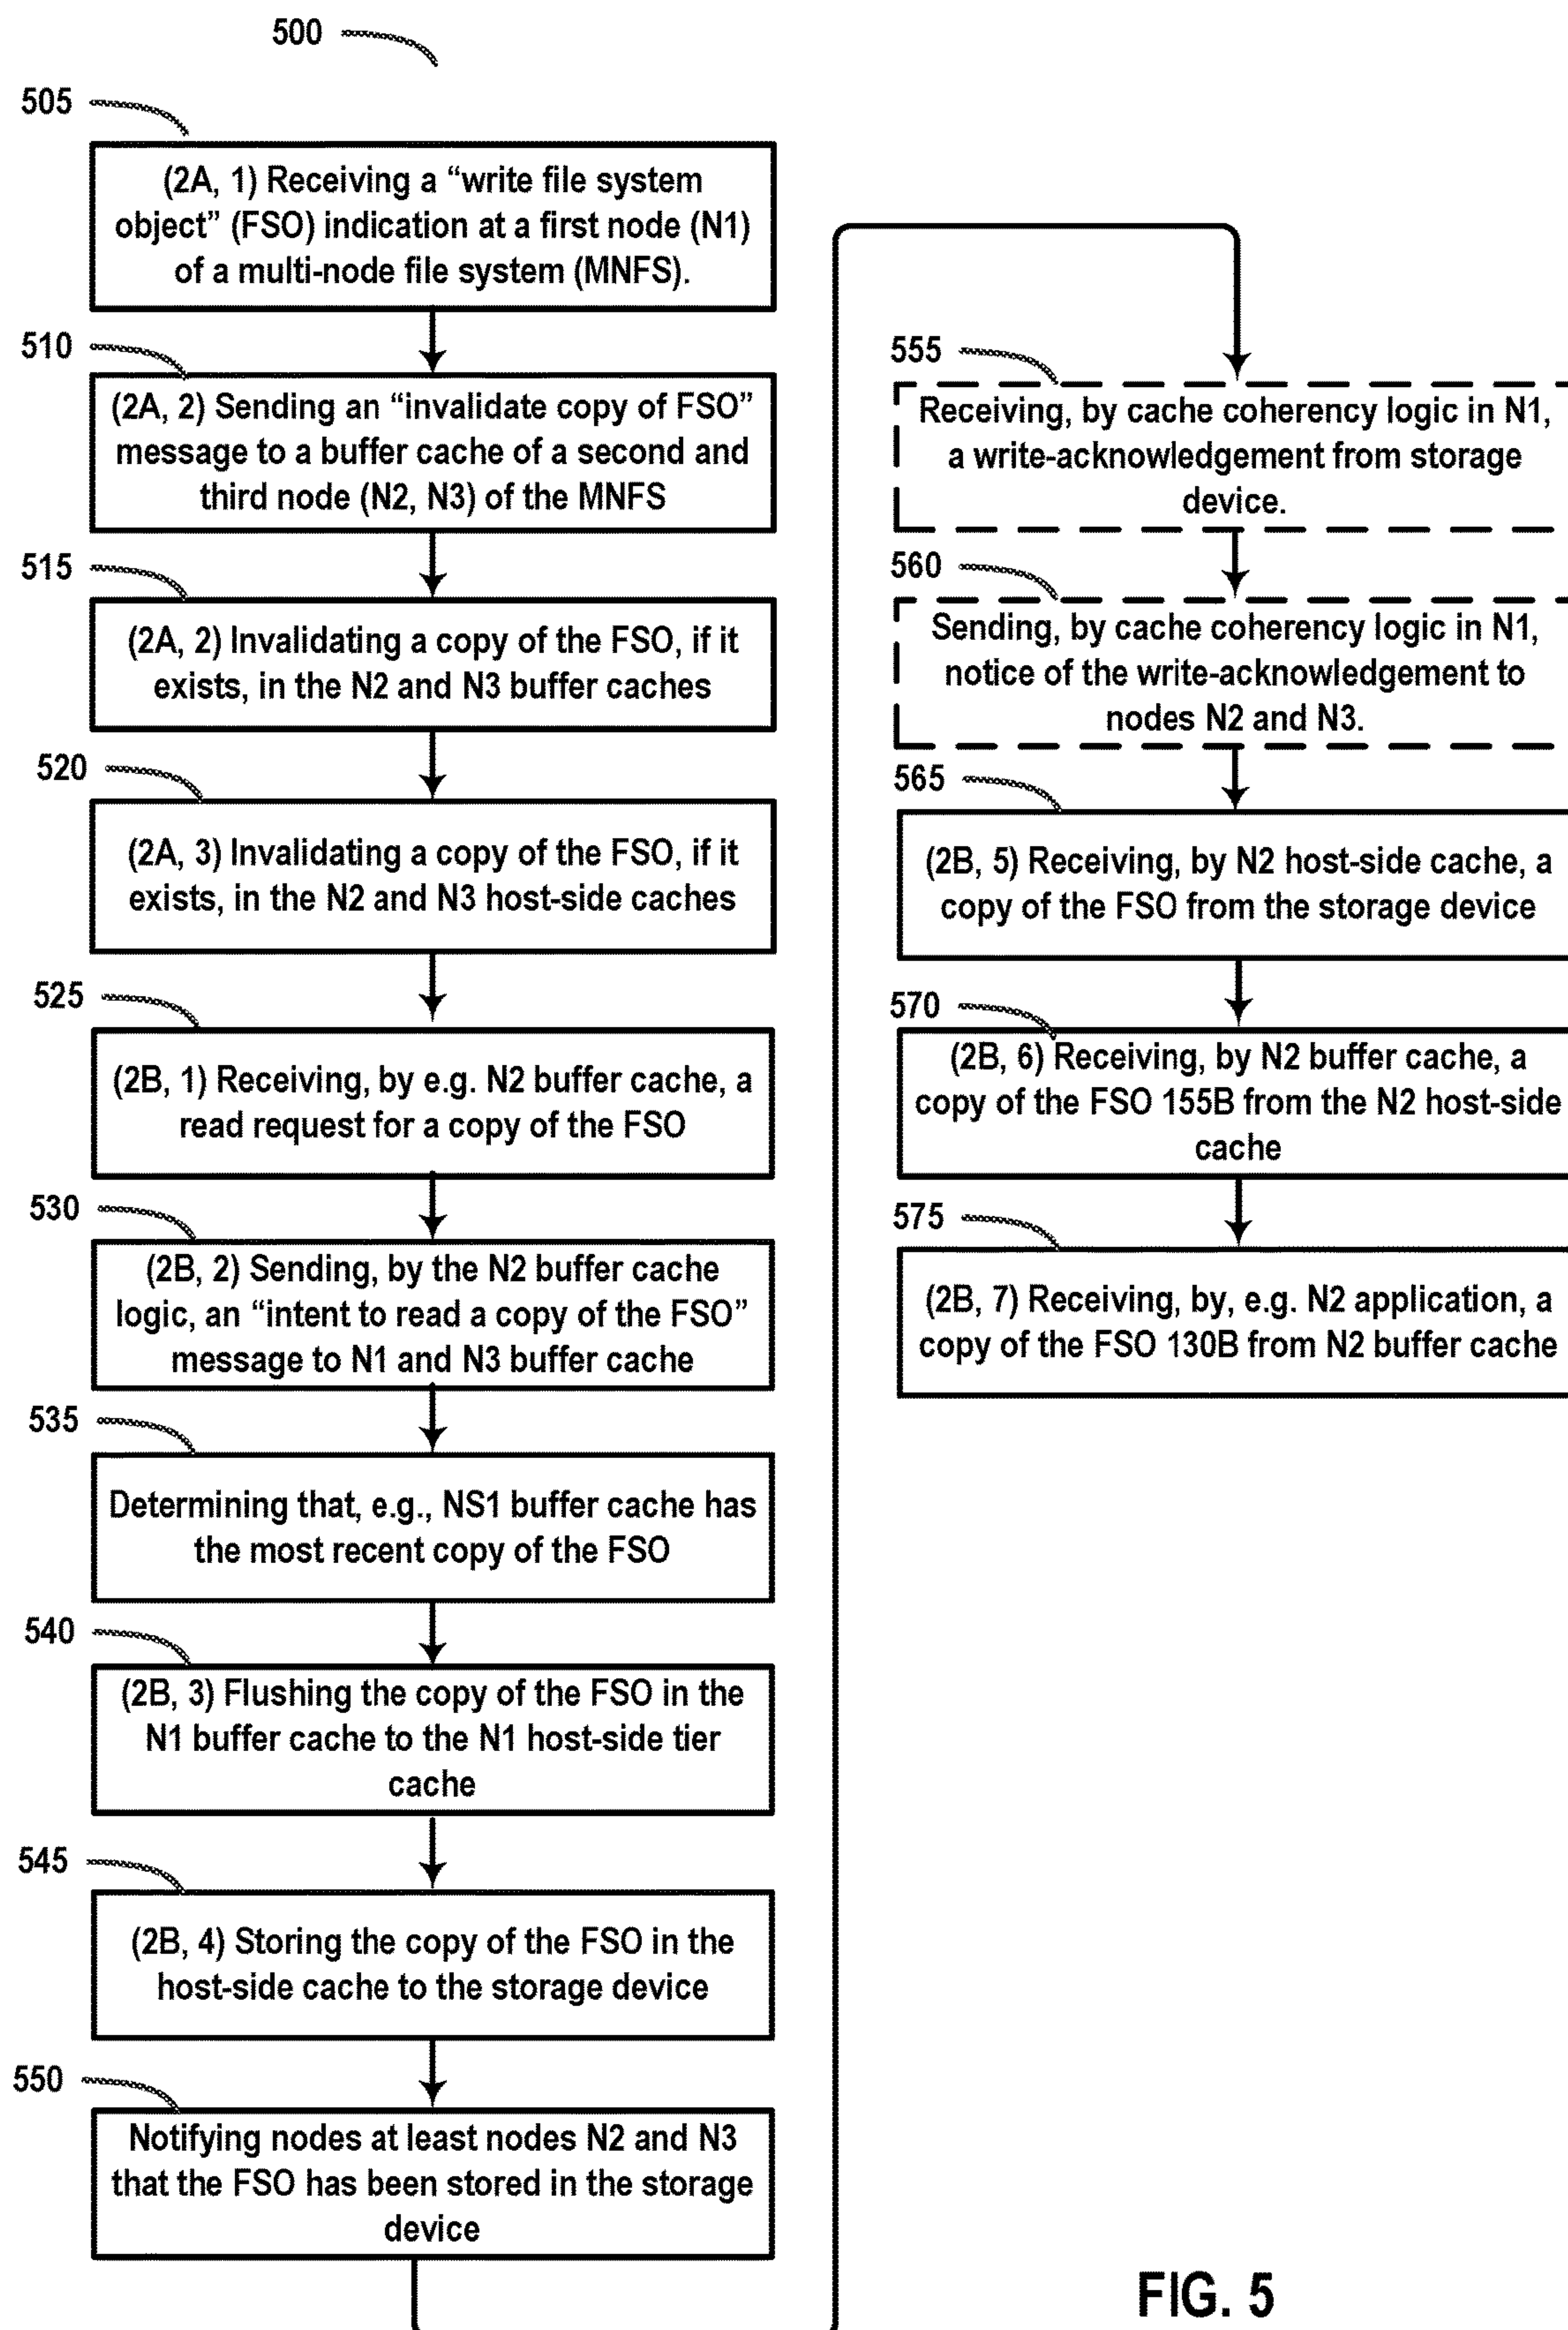 500
505
(2A, 1) Receiving a “write file system
object” (FSO) indication at a first node (N1)
of a multi-node file system (MNFS).
510
(2A, 2) Sending an “invalidate copy of FSO”
message to a buffer cache of a second and
third node (N2, N3) of the MNFS
515
(2A, 2) Invalidating a copy of the FSO, if it
exists, in the N2 and N3 buffer caches
520
(2A, 3) Invalidating a copy of the FSO, if it
exists, in the N2 and N3 host-side caches
525
(2B, 1) Receiving, by e.g. N2 buffer cache, a
read request for a copy of the FSO
530
(2B, 2) Sending, by the N2 buffer cache
logic, an “intent to read a copy of the FSO”
message to N1 and N3 buffer cache
535
Determining that, e.g., NS1 buffer cache has
the most recent copy of the FSO
540
(2B, 3) Flushing the copy of the FSO in the
N1 buffer cache to the N1 host-side tier
cache
545
(2B, 4) Storing the copy of the FSO in the
host-side cache to the storage device
550
Notifying nodes at least nodes N2 and N3
that the FSO has been stored in the storage
device
555
Receiving, by cache coherency logic in N1,
a write-acknowledgement from storage
device.
560
Sending, by cache coherency logic in N1,
notice of the write-acknowledgement to
nodes N2 and N3.
565
(2B, 5) Receiving, by N2 host-side cache, a
copy of the FSO from the storage device
570
(2B, 6) Receiving, by N2 buffer cache, a
copy of the FSO 155B from the N2 host-side
cache
575
(2B, 7) Receiving, by, e.g. N2 application, a
copy of the FSO 130B from N2 buffer cache
FIG. 5